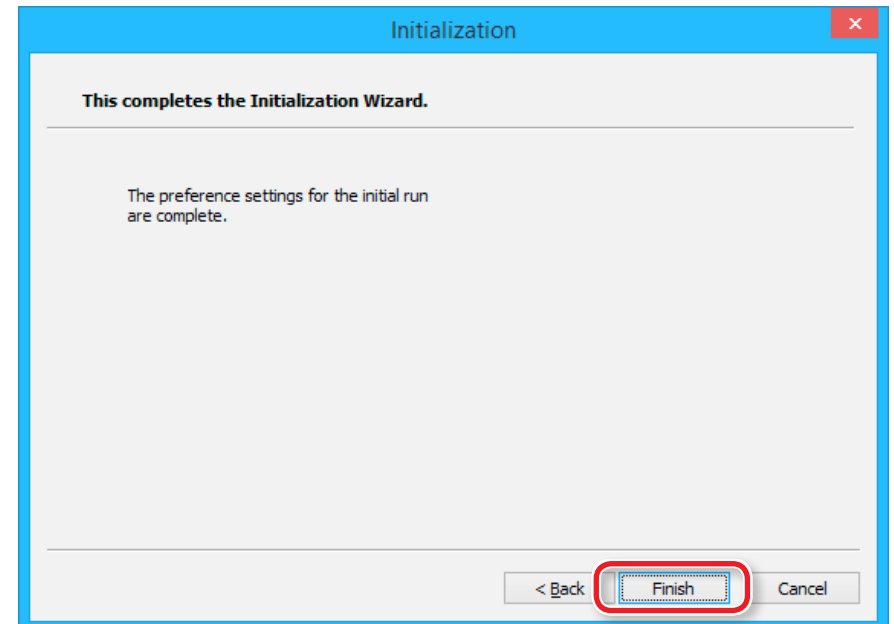 Initialization
This completes the Initialization Wizard.
The preference settings for the initial run
are complete.
< Back Finish Cancel